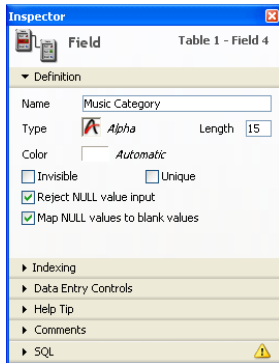 Inspector
Field Table 1 - Field 4
Definition
Name Music Category
Type Alpha Length 15
Color Automatic
Invisible Unique
Reject NULL value input
Map NULL values to blank values
Indexing
Data Entry Controls
Help Tip
Comments
SQL